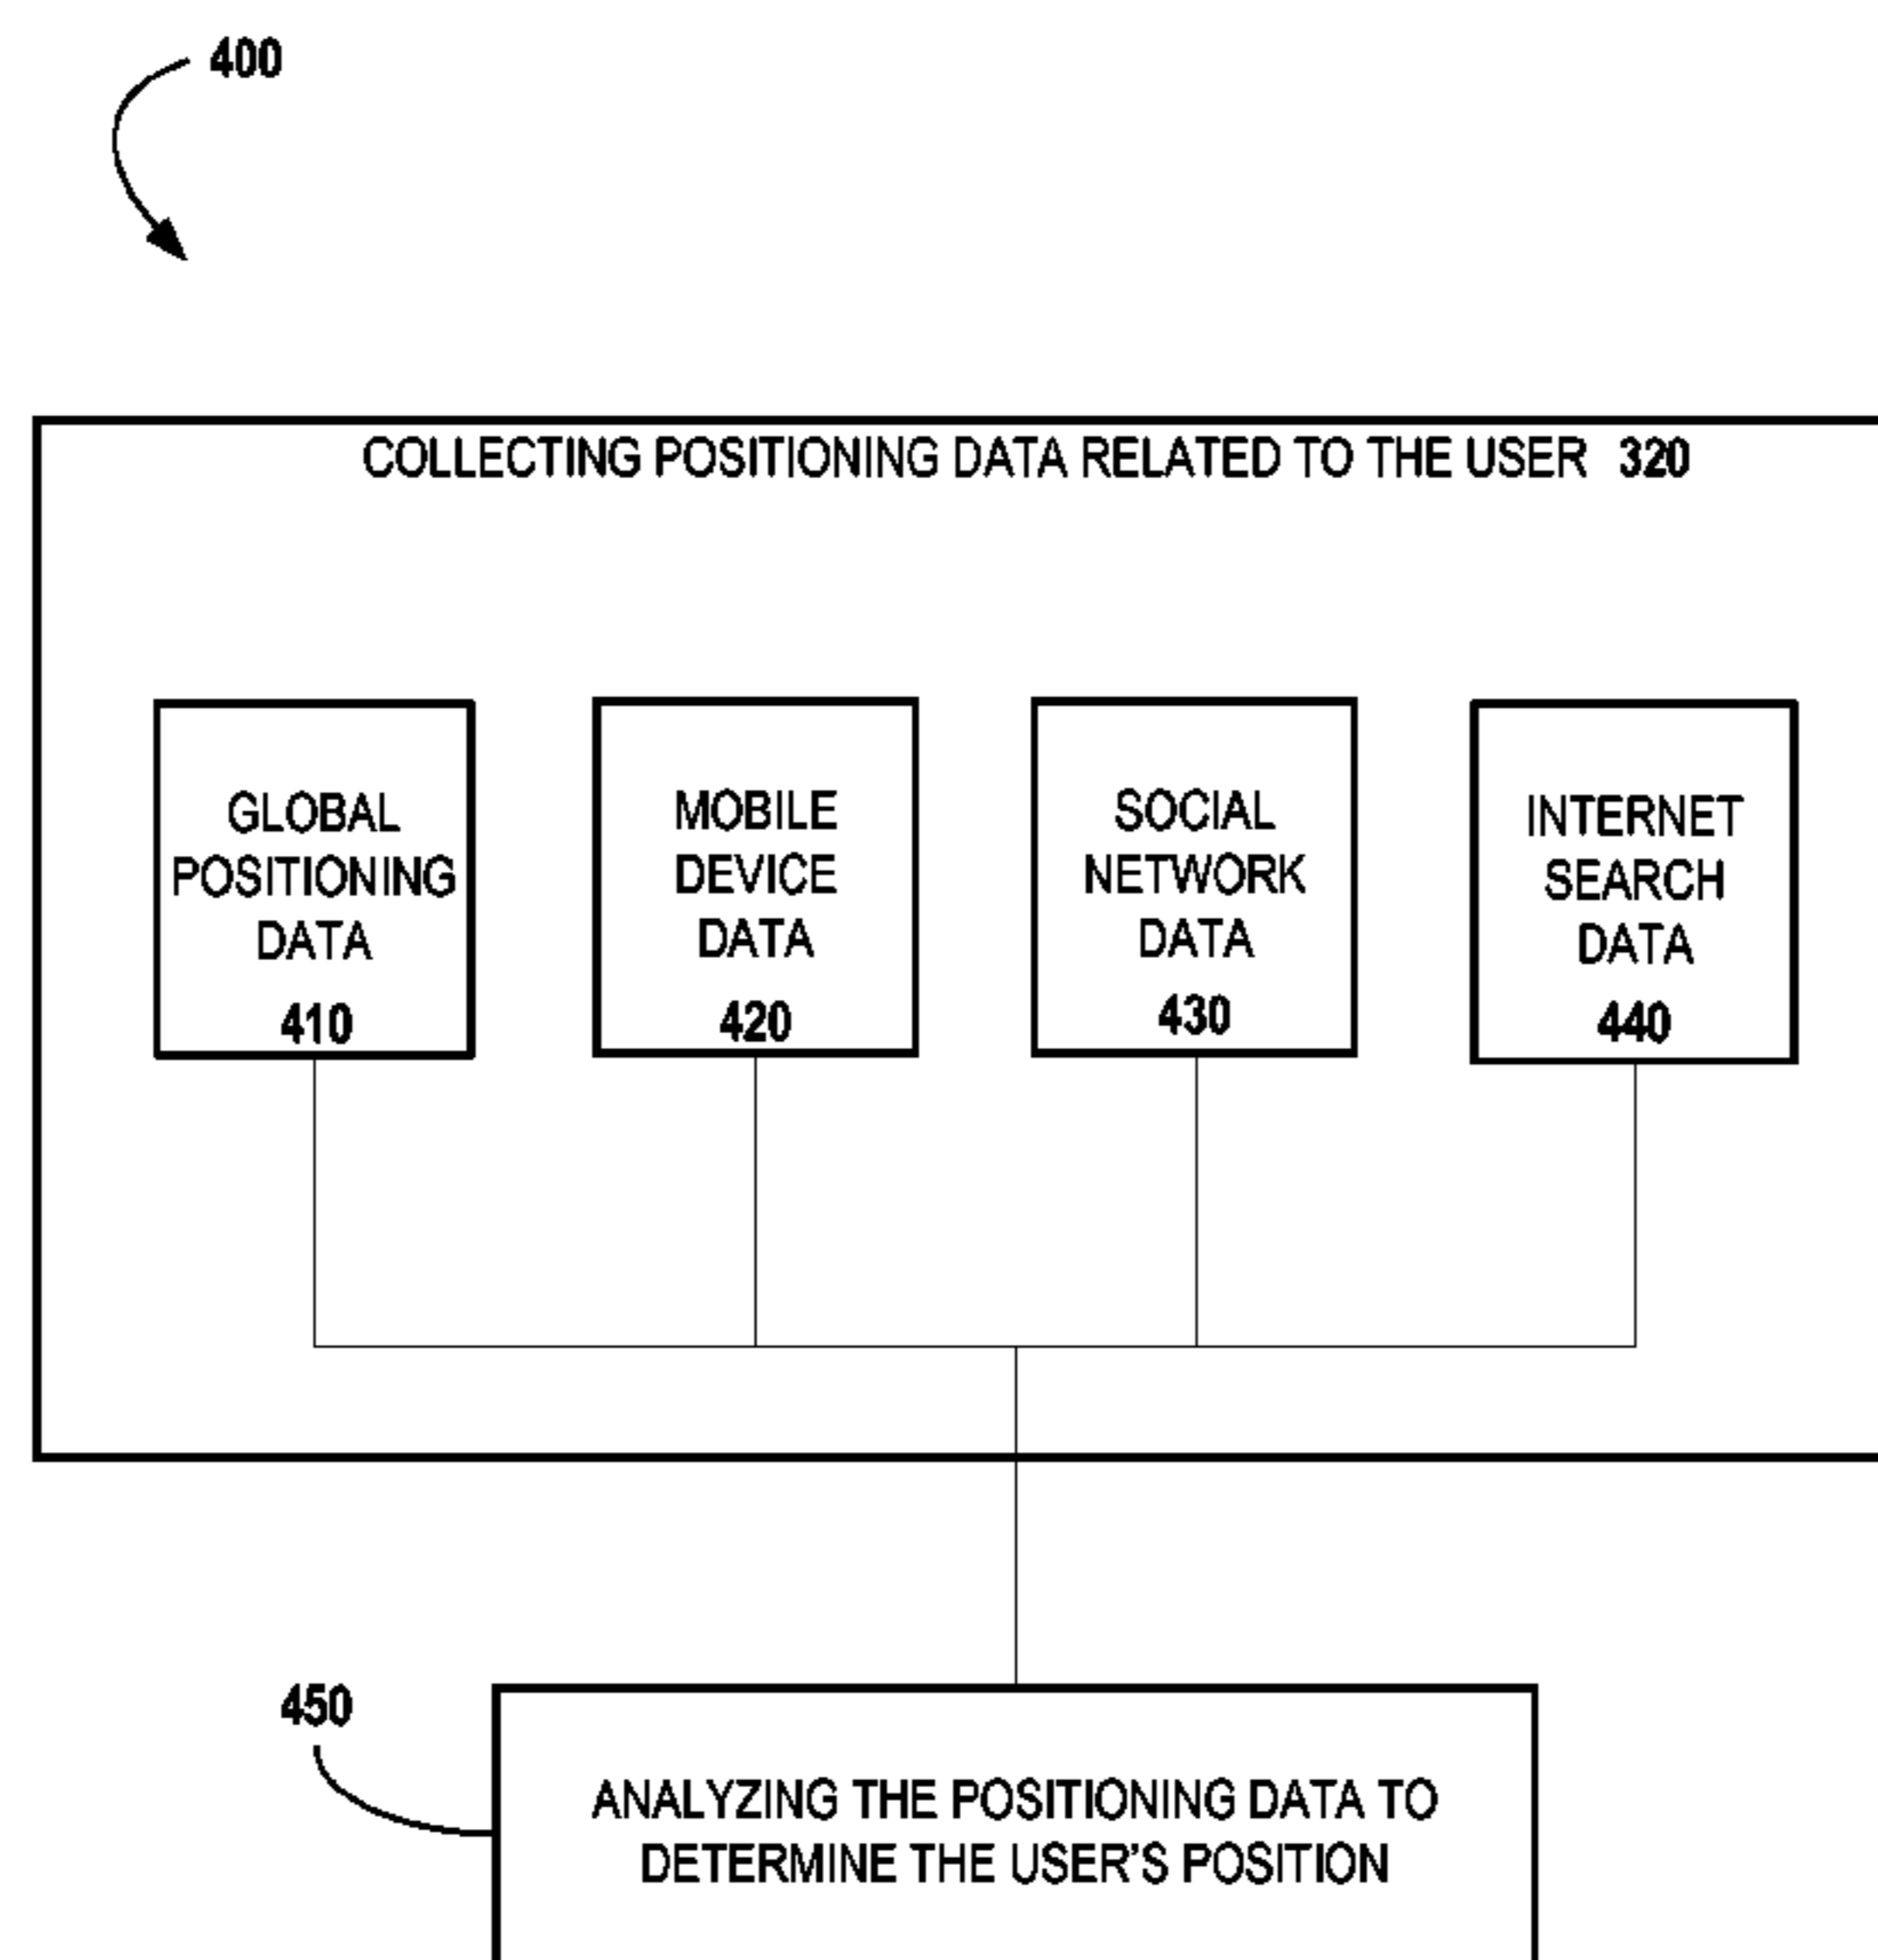 400
COLLECTING POSITIONING DATA RELATED TO THE USER 320
GLOBAL
POSITIONING
DATA
410
MOBILE
DEVICE
DATA
420
SOCIAL
NETWORK
DATA
430
INTERNET
SEARCH
DATA
440
450
ANALYZING THE POSITIONING DATA TO
DETERMINE THE USER'S POSITION